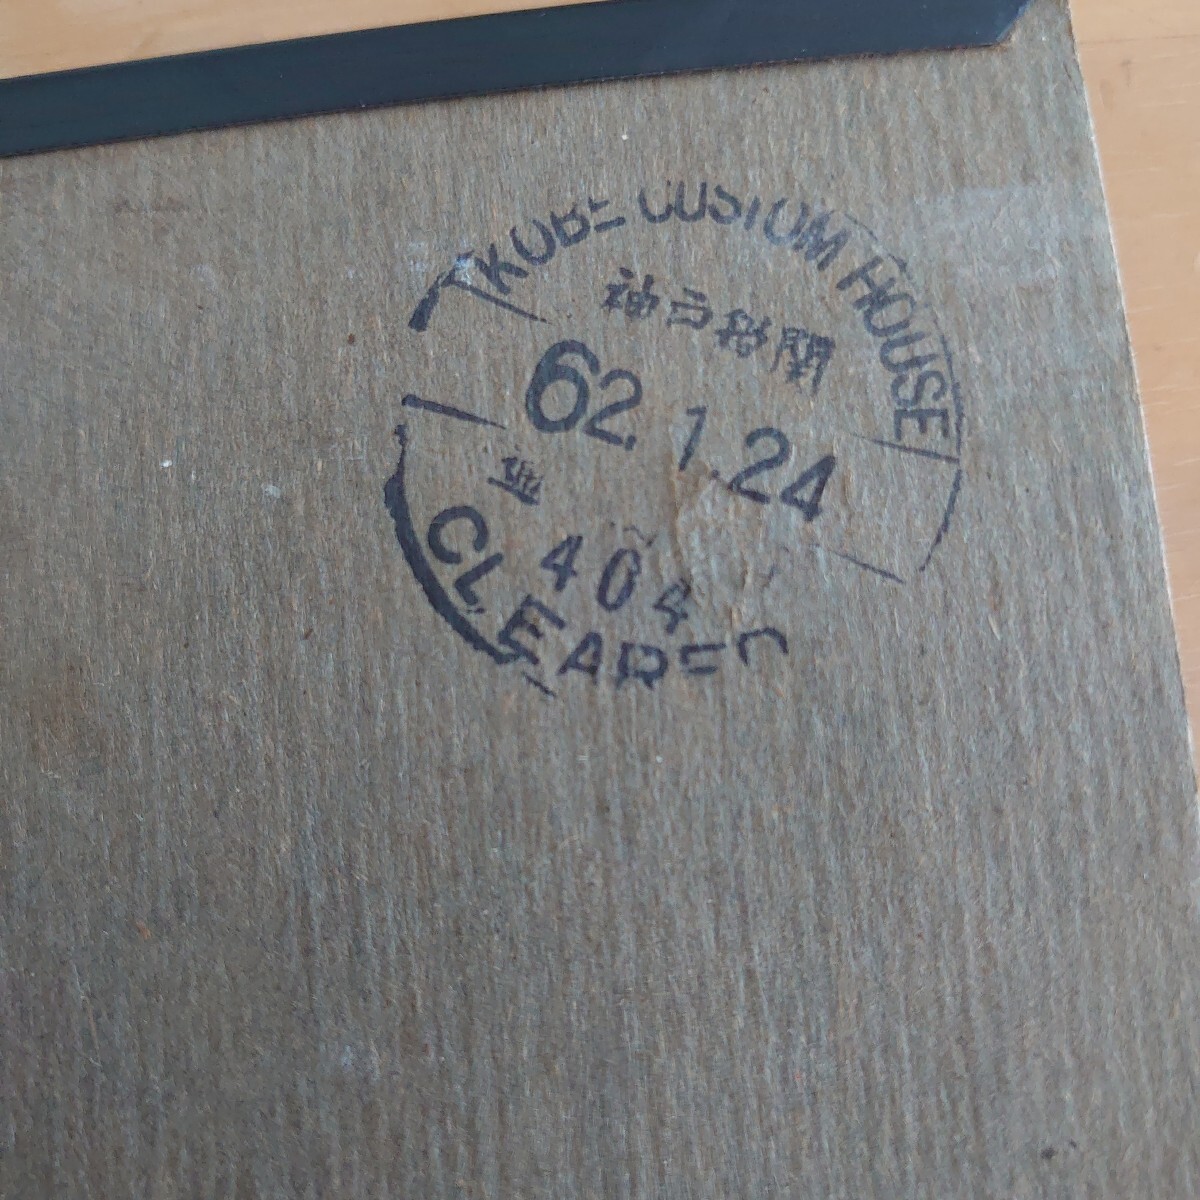 KOBE CUSTOM HOUSE
神戸税関
62.1.24
404
CLEARED